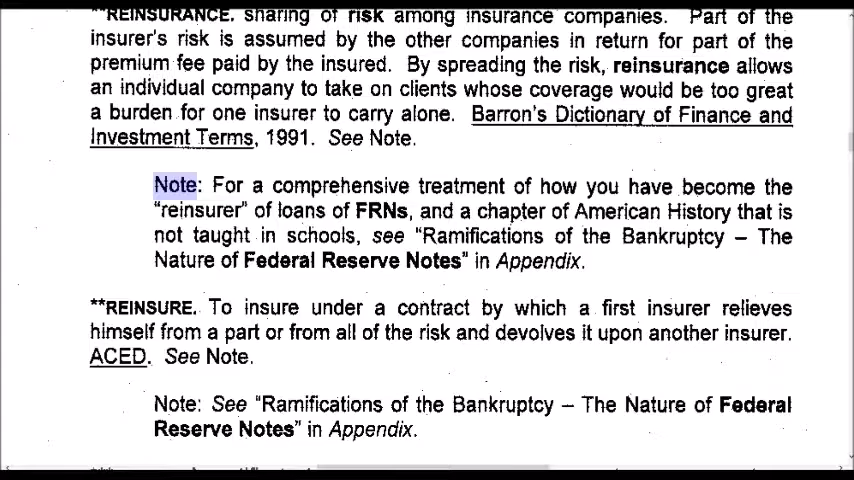 **REINSURANCE. sharing of risk among insurance companies. Part of the
insurer's risk is assumed by the other companies in return for part of the
premium fee paid by the insured. By spreading the risk, reinsurance allows
an individual company to take on clients whose coverage would be too great
a burden for one insurer to carry alone. Barron's Dictionary of Finance and
Investment Terms, 1991. See Note.
Note: For a comprehensive treatment of how you have become the
"reinsurer" of loans of FRNs, and a chapter of American History that is
not taught in schools, see "Ramifications of the Bankruptcy – The
Nature of Federal Reserve Notes" in Appendix.
**REINSURE. To insure under a contract by which a first insurer relieves
himself from a part or from all of the risk and devolves it upon another insurer.
ACED. See Note.
Note: See "Ramifications of the Bankruptcy – The Nature of Federal
Reserve Notes" in Appendix.